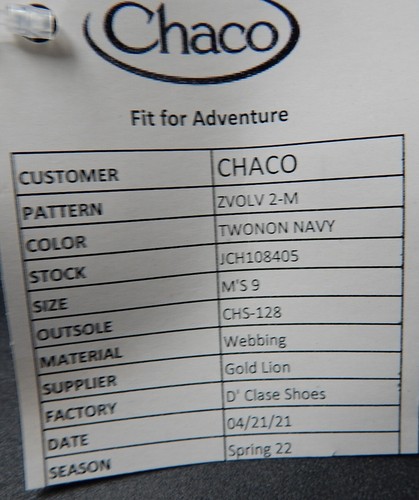 Chaco
Fit for Adventure
CUSTOMER CHACO
PATTERN ZVOLV 2-M
COLOR TWONON NAVY
STOCK JCH108405
SIZE M'S 9
OUTSOLE CHS-128
MATERIAL Webbing
SUPPLIER Gold Lion
FACTORY D' Clase Shoes
DATE 04/21/21
SEASON Spring 22